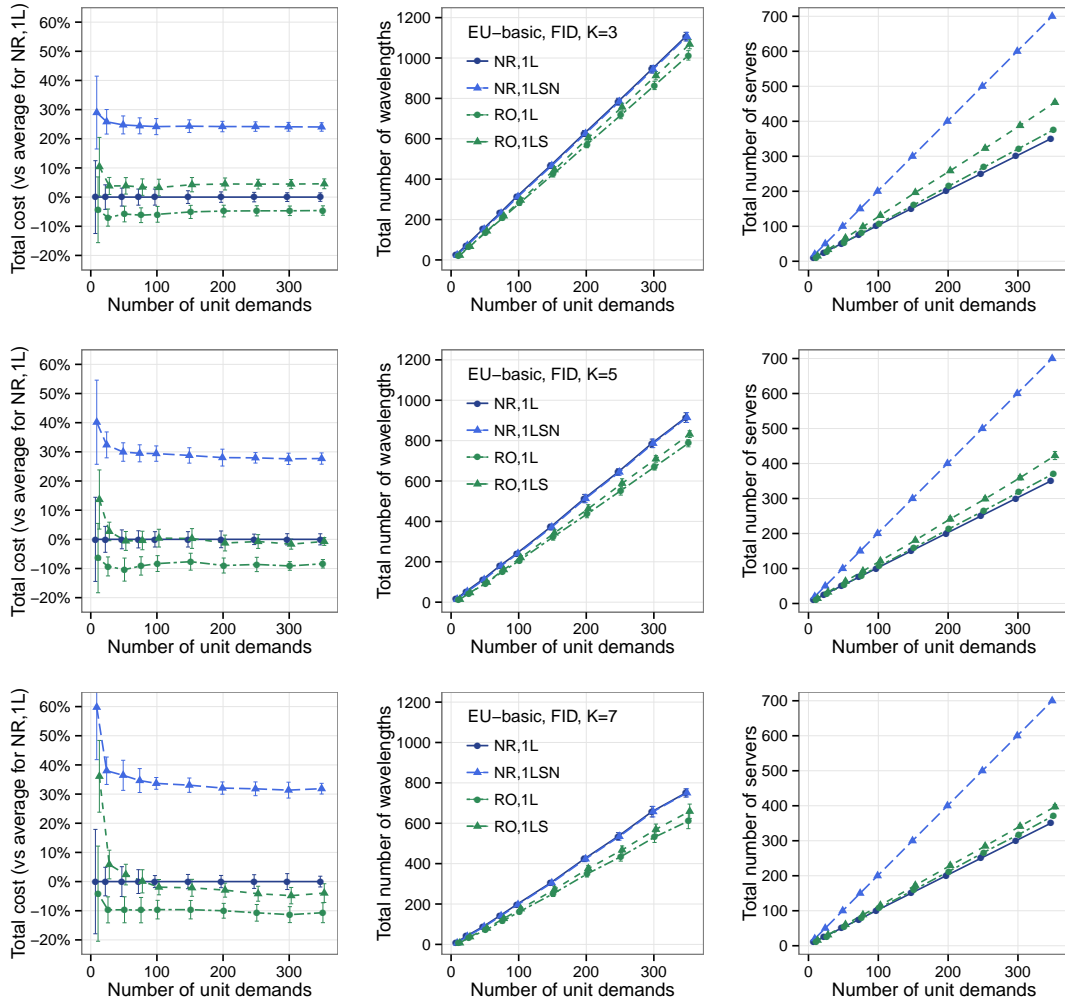 Total cost (vs average for NR,1L)
60%
50%
40%
30%
20%
10%
0%
−10%
−20%
0 100 200 300
Number of unit demands
Total number of wavelengths
1200
1000
800
600
400
200
0
EU−basic, FID, K=3
NR,1L
NR,1LSN
RO,1L
RO,1LS
0 100 200 300
Number of unit demands
Total number of servers
700
600
500
400
300
200
100
0
0 100 200 300
Number of unit demands
Total cost (vs average for NR,1L)
60%
50%
40%
30%
20%
10%
0%
−10%
−20%
0 100 200 300
Number of unit demands
Total number of wavelengths
1200
1000
800
600
400
200
0
EU−basic, FID, K=5
NR,1L
NR,1LSN
RO,1L
RO,1LS
0 100 200 300
Number of unit demands
Total number of servers
700
600
500
400
300
200
100
0
0 100 200 300
Number of unit demands
Total cost (vs average for NR,1L)
60%
50%
40%
30%
20%
10%
0%
−10%
−20%
0 100 200 300
Number of unit demands
Total number of wavelengths
1200
1000
800
600
400
200
0
EU−basic, FID, K=7
NR,1L
NR,1LSN
RO,1L
RO,1LS
0 100 200 300
Number of unit demands
Total number of servers
700
600
500
400
300
200
100
0
0 100 200 300
Number of unit demands